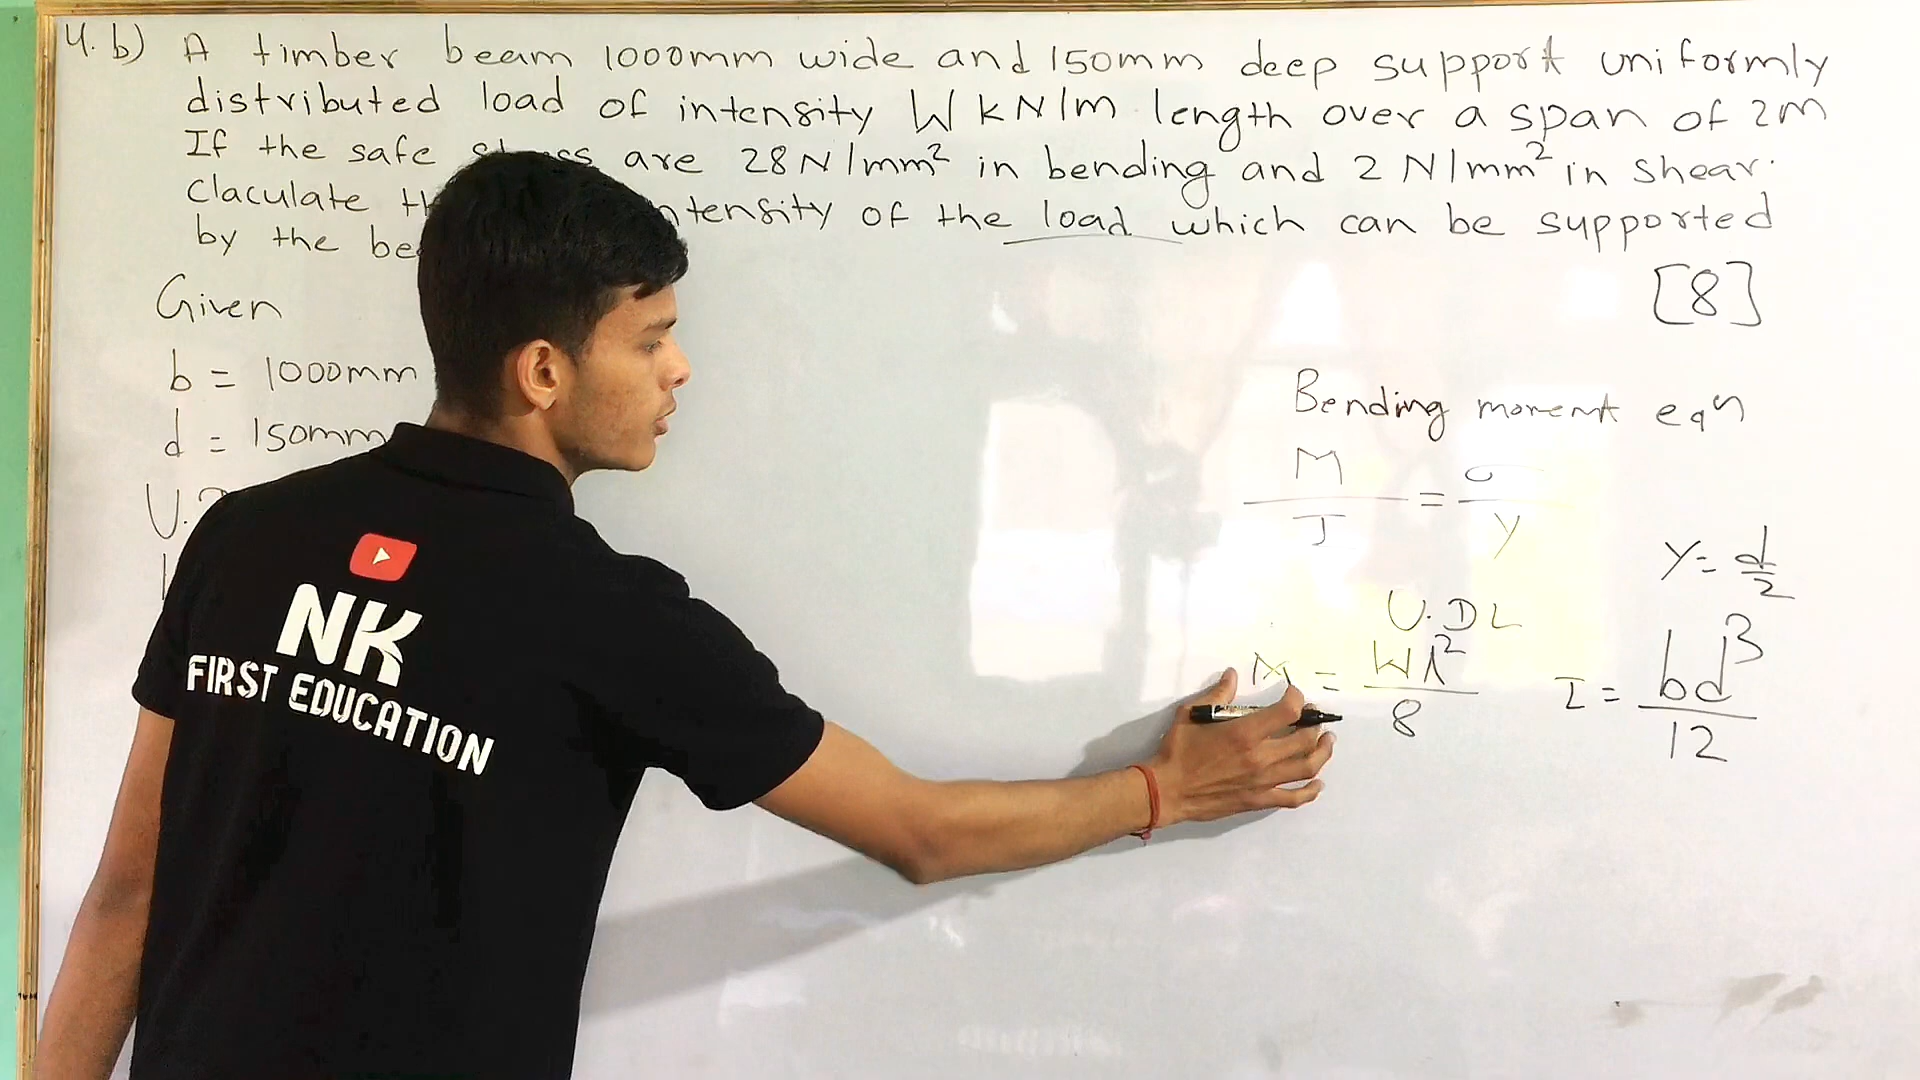 4. b) A timber beam 1000mm wide and 150mm deep support uniformly
distributed load of intensity W kN/m length over a span of 2m
If the safe are 28N/mm² in bending and 2 N/mm² in shear.
Claculate of the load which can be supported
by the
[8]
Given
b = 1000mm
d = 150mm
Bending moment eqn
M/I = σ/y
y = d/2
U.DL
M = Wl²/8
I = bd³/12
NK
FIRST EDUCATION